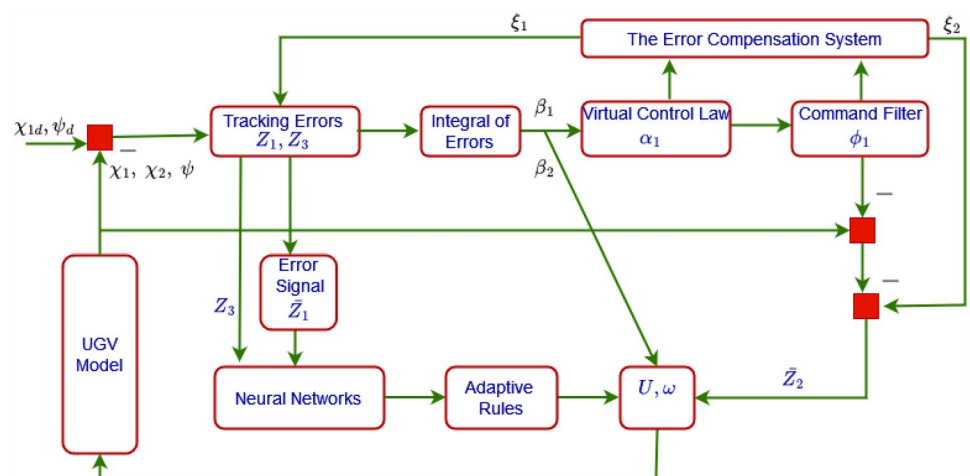 ξ₁
The Error Compensation System
ξ₂
χ₁d, ψd
Tracking Errors
Z₁, Z₃
Integral of
Errors
β₁
β₂
Virtual Control Law
α₁
Command Filter
ϕ₁
−
χ₁, χ₂, ψ
−
Error
Signal
Z̄₁
Z₃
−
UGV
Model
Neural Networks
Adaptive
Rules
U, ω
Z̄₂